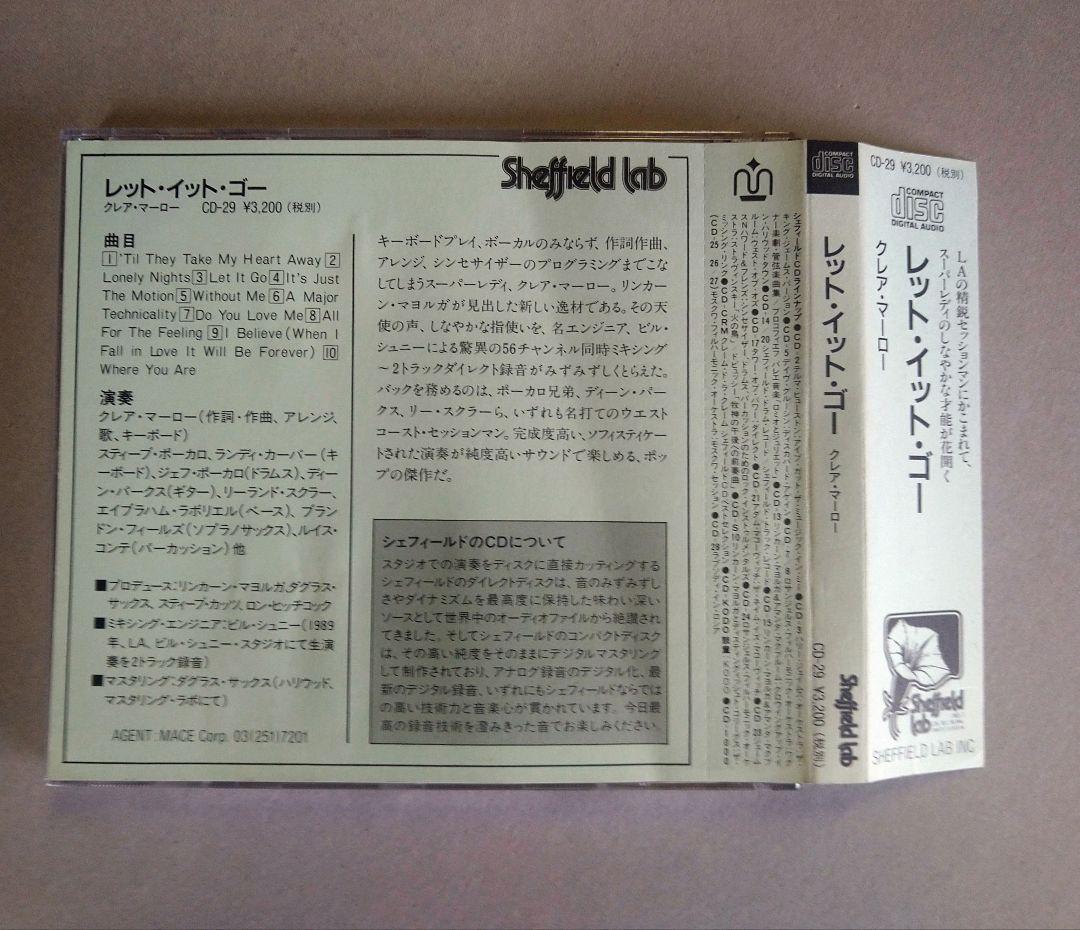 Sheffield lab
レット・イット・ゴー
クレア・マーロー CD-29 ¥3,200(税別)
曲目
1 'Til They Take My Heart Away 2
Lonely Nights 3 Let It Go 4 It's Just
The Motion 5 Without Me 6 A Major
Technicality 7 Do You Love Me 8 All
For The Feeling 9 I Believe (When I
Fall in Love It Will Be Forever) 10
Where You Are
演奏
クレア・マーロー(作詞・作曲、アレンジ、
歌、キーボード)
スティーブ・ポーカロ、ランディ・カーバー(キ
ーボード)、ジェフ・ポーカロ(ドラムス)、ディー
ン・パークス(ギター)、リーランド・スクラー、
エイブラハム・ラボリエル(ベース)、ブラン
ドン・フィールズ(ソプラノサックス)、ルイス・
コンテ(パーカッション)他
■プロデュース:リンカーン・マヨルガ、ダグラス・
サックス、スティーブ・カッツ、ロン・ヒッチコック
■ミキシング・エンジニア:ビル・シュニー(1989
年、LA、ビル・シュニー・スタジオにて生演
奏を2トラック録音)
■マスタリング:ダグラス・サックス(ハリウッド、
マスタリング・ラボにて)
AGENT: MACE Corp. 03(251)7201
キーボードプレイ、ボーカルのみならず、作詞作曲、
アレンジ、シンセサイザーのプログラミングまでこな
してしまうスーパーレディ、クレア・マーロー。リンカー
ン・マヨルガが見出した新しい逸材である。その天
使の声、しなやかな指使いを、名エンジニア、ビル・
シュニーによる驚異の56チャンネル同時ミキシング
～2トラックダイレクト録音がみずみずしくとらえた。
バックを務めるのは、ポーカロ兄弟、ディーン・パー
クス、リー・スクラーら、いずれも名打てのウエスト
コースト・セッションマン。完成度高い、ソフィスティケー
トされた演奏が純度高いサウンドで楽しめる、ポッ
プの傑作だ。
シェフィールドのCDについて
スタジオでの演奏をディスクに直接カッティングする
シェフィールドのダイレクトディスクは、音のみずみずし
さやダイナミズムを最高度に保持した味わい深い
ソースとして世界中のオーディオファイルから絶讃され
てきました。そしてシェフィールドのコンパクトディスク
は、その高い純度をそのままにデジタルマスタリング
して制作されており、アナログ録音のデジタル化、最
新のデジタル録音、いずれにもシェフィールドならでは
の高い技術力と音楽心が貫かれています。今日最
高の録音技術を澄みきった音でお楽しみください。
COMPACT
disc
DIGITAL AUDIO
レット・イット・ゴー
クレア・マーロー
CD-29 ¥3,200(税別)
Sheffield lab
CD-29 ¥3,200(税別)
COMPACT
disc
DIGITAL AUDIO
LAの精鋭セッションマンにかこまれて、
スーパーレディのしなやかな才能が花開く
レット・イット・ゴー
クレア・マーロー
Sheffield
lab
SHEFFIELD LAB INC.